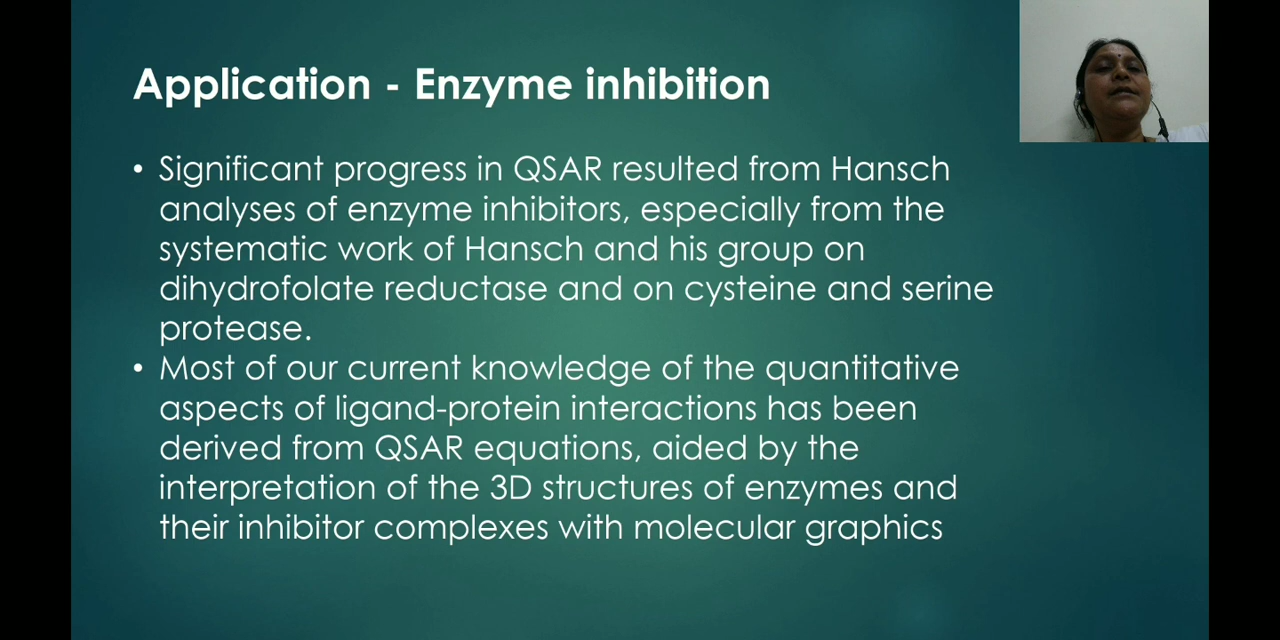 Application - Enzyme inhibition
• Significant progress in QSAR resulted from Hansch
analyses of enzyme inhibitors, especially from the
systematic work of Hansch and his group on
dihydrofolate reductase and on cysteine and serine
protease.
• Most of our current knowledge of the quantitative
aspects of ligand-protein interactions has been
derived from QSAR equations, aided by the
interpretation of the 3D structures of enzymes and
their inhibitor complexes with molecular graphics